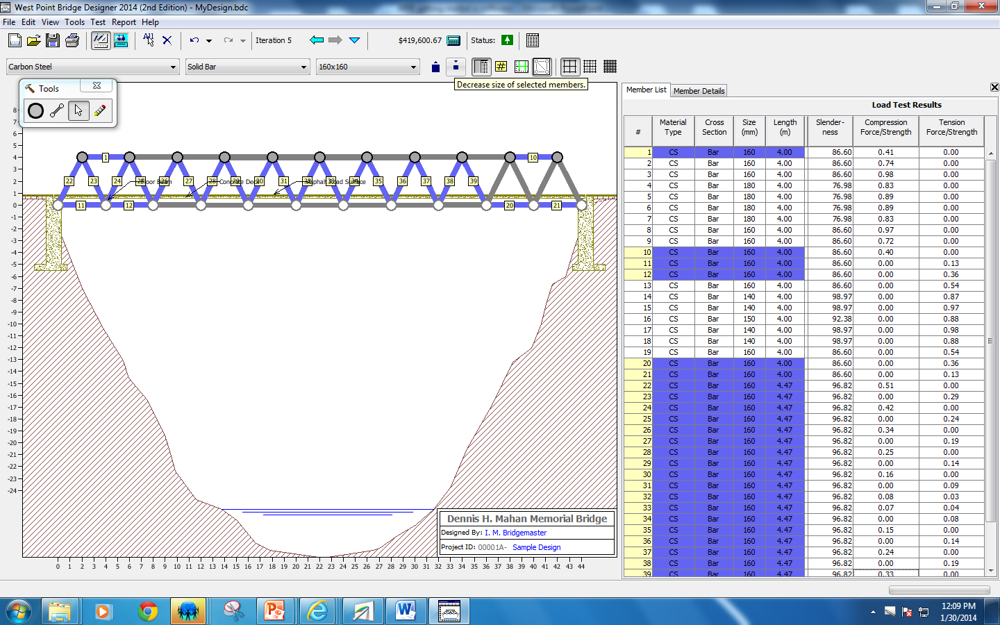 West Point Bridge Designer 2014 (2nd Edition) - MyDesign.bdc
File Edit View Tools Test Report Help
Iteration 5 $419,600.67 Status:
Carbon Steel Solid Bar 160x160
Decrease size of selected members.
Tools
Member List Member Details
Load Test Results
# Material Type Cross Section Size (mm) Length (m) Slender-ness Compression Force/Strength Tension Force/Strength
1 CS Bar 160 4.00 86.60 0.41 0.00
2 CS Bar 160 4.00 86.60 0.74 0.00
3 CS Bar 160 4.00 86.60 0.98 0.00
4 CS Bar 180 4.00 76.98 0.83 0.00
5 CS Bar 180 4.00 76.98 0.89 0.00
6 CS Bar 180 4.00 76.98 0.89 0.00
7 CS Bar 180 4.00 76.98 0.83 0.00
8 CS Bar 160 4.00 86.60 0.97 0.00
9 CS Bar 160 4.00 86.60 0.72 0.00
10 CS Bar 160 4.00 86.60 0.40 0.00
11 CS Bar 160 4.00 86.60 0.00 0.13
12 CS Bar 160 4.00 86.60 0.00 0.36
13 CS Bar 160 4.00 86.60 0.00 0.54
14 CS Bar 140 4.00 98.97 0.00 0.87
15 CS Bar 140 4.00 98.97 0.00 0.97
16 CS Bar 150 4.00 92.38 0.00 0.88
17 CS Bar 140 4.00 98.97 0.00 0.98
18 CS Bar 140 4.00 98.97 0.00 0.88
19 CS Bar 160 4.00 86.60 0.00 0.54
20 CS Bar 160 4.00 86.60 0.00 0.36
21 CS Bar 160 4.00 86.60 0.00 0.13
22 CS Bar 160 4.47 96.82 0.51 0.00
23 CS Bar 160 4.47 96.82 0.00 0.29
24 CS Bar 160 4.47 96.82 0.42 0.00
25 CS Bar 160 4.47 96.82 0.00 0.24
26 CS Bar 160 4.47 96.82 0.34 0.00
27 CS Bar 160 4.47 96.82 0.00 0.19
28 CS Bar 160 4.47 96.82 0.25 0.00
29 CS Bar 160 4.47 96.82 0.00 0.14
30 CS Bar 160 4.47 96.82 0.16 0.00
31 CS Bar 160 4.47 96.82 0.00 0.09
32 CS Bar 160 4.47 96.82 0.08 0.03
33 CS Bar 160 4.47 96.82 0.07 0.04
34 CS Bar 160 4.47 96.82 0.00 0.08
35 CS Bar 160 4.47 96.82 0.15 0.00
36 CS Bar 160 4.47 96.82 0.00 0.14
37 CS Bar 160 4.47 96.82 0.24 0.00
38 CS Bar 160 4.47 96.82 0.00 0.19
39 CS Bar 160 4.47 96.82 0.33 0.00
8
7
6
5
4
3
2
1
0
-1
-2
-3
-4
-5
-6
-7
-8
-9
-10
-11
-12
-13
-14
-15
-16
-17
-18
-19
-20
-21
-22
-23
-24
1 10
22 23 24 26 27 31 35 36 37 38 39
Floor Beam Concrete Deck Asphalt Road Surface
11 12 20 21
Dennis H. Mahan Memorial Bridge
Designed By: I. M. Bridgemaster
Project ID: 00001A- Sample Design
0 1 2 3 4 5 6 7 8 9 10 11 12 13 14 15 16 17 18 19 20 21 22 23 24 25 26 27 28 29 30 31 32 33 34 35 36 37 38 39 40 41 42 43 44
12:09 PM
1/30/2014